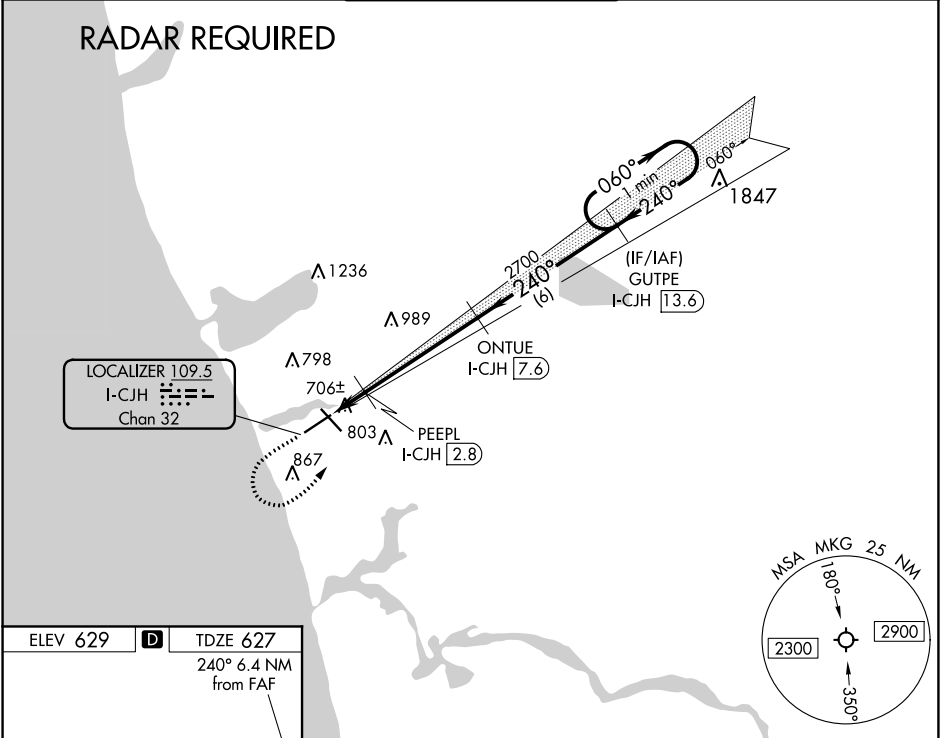 RADAR REQUIRED
060°
1 min
240°
060°
1847
2700
240°
(6)
(IF/IAF)
GUTPE
I-CJH 13.6
1236
989
ONTUE
I-CJH 7.6
798
LOCALIZER 109.5
I-CJH
Chan 32
706±
803
PEEPL
I-CJH 2.8
867
MSA MKG 25 NM
180°
2300
2900
350°
ELEV 629 D TDZE 627
240° 6.4 NM
from FAF